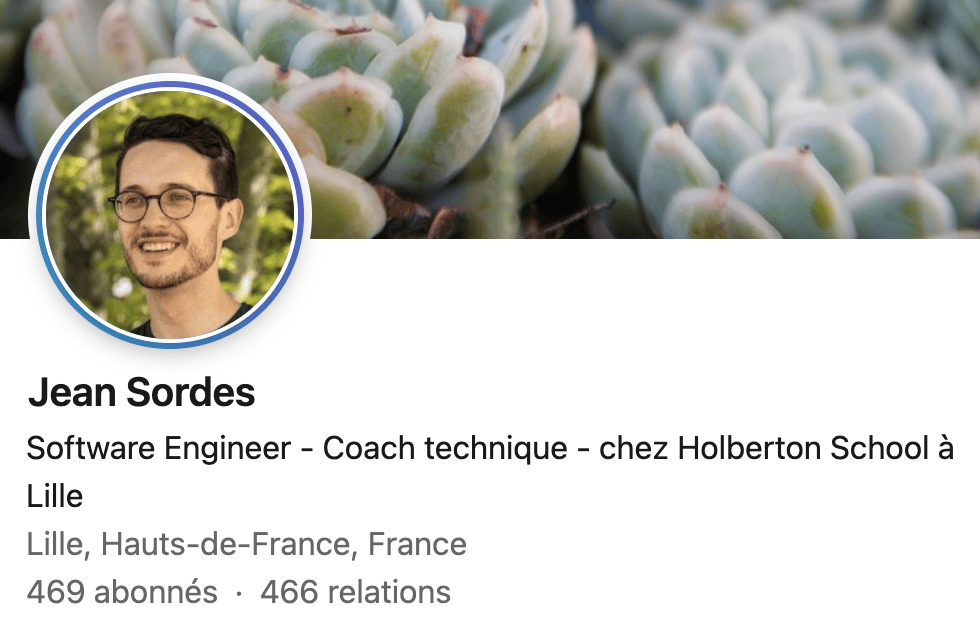 Jean Sordes
Software Engineer - Coach technique - chez Holberton School à
Lille
Lille, Hauts-de-France, France
469 abonnés · 466 relations